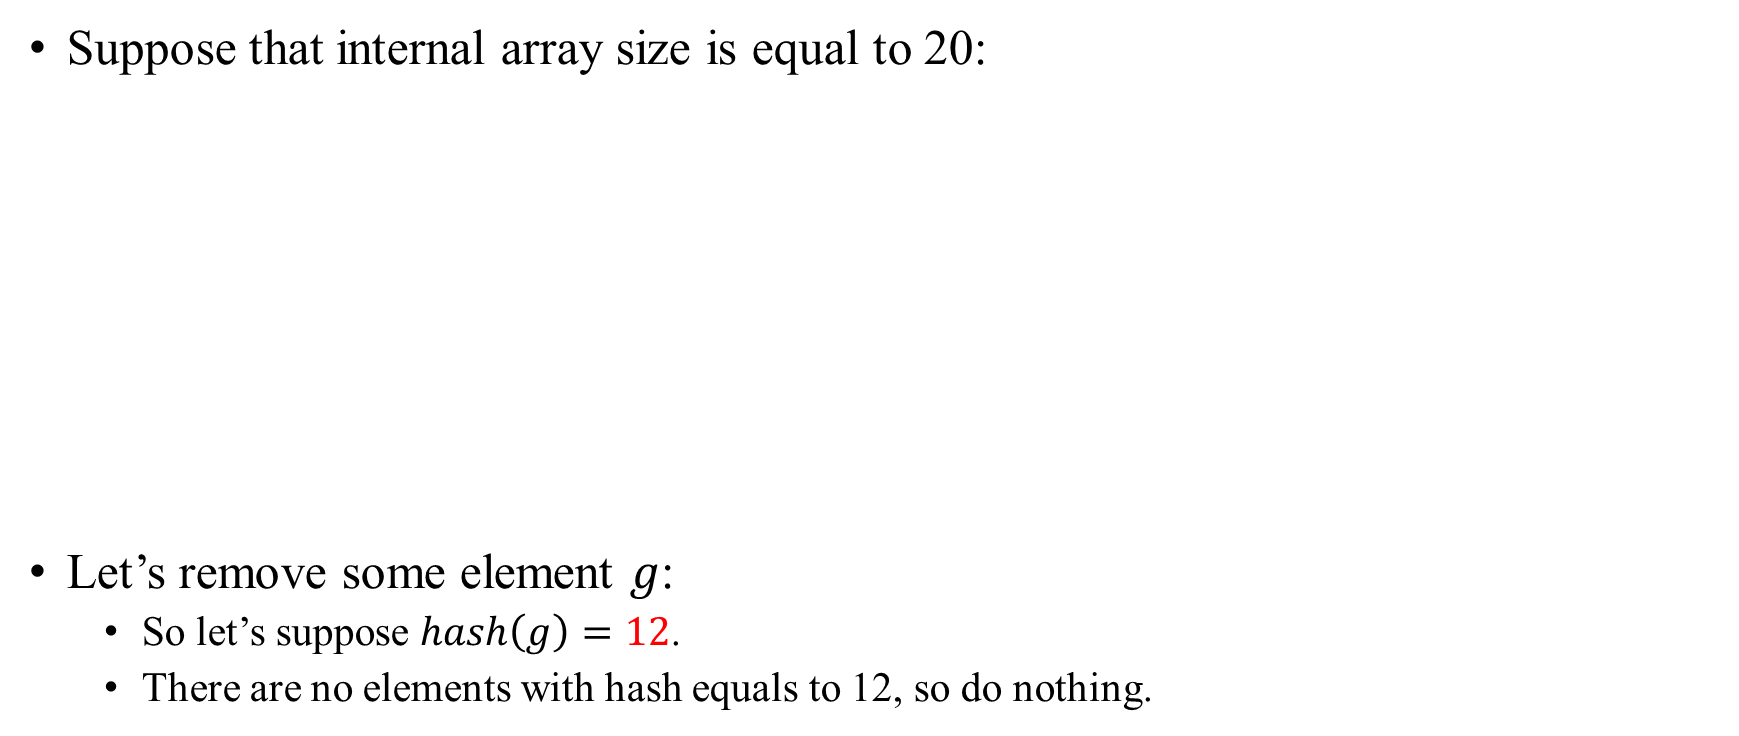 • Suppose that internal array size is equal to 20:
• Let’s remove some element g:
• So let’s suppose hash(g) = 12.
• There are no elements with hash equals to 12, so do nothing.